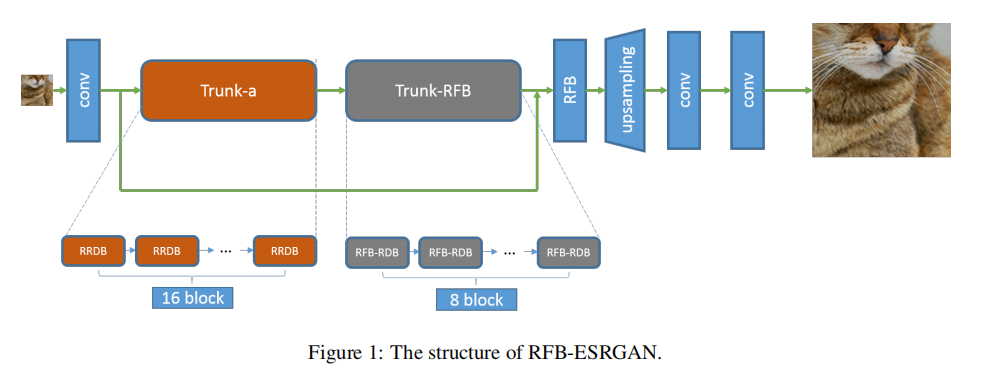 conv
Trunk-a
Trunk-RFB
RFB
upsampling
conv
conv
RRDB
RRDB
...
RRDB
RFB-RDB
RFB-RDB
...
RFB-RDB
16 block
8 block
Figure 1: The structure of RFB-ESRGAN.